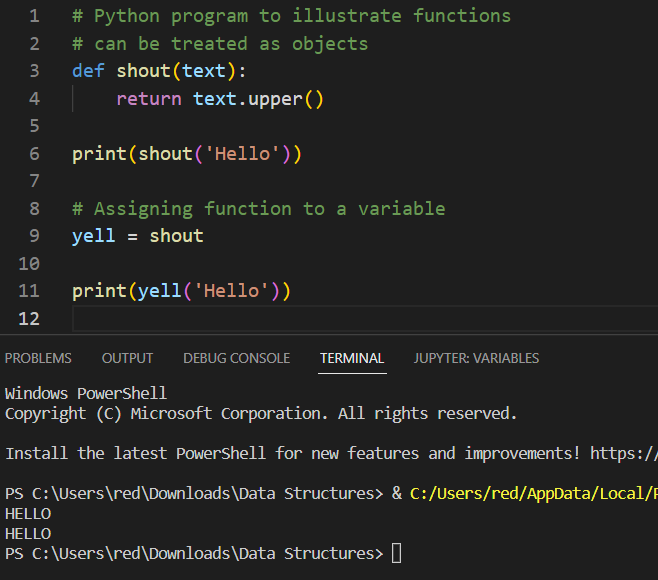 1 # Python program to illustrate functions
2 # can be treated as objects
3 def shout(text):
4     return text.upper()
5
6 print(shout('Hello'))
7
8 # Assigning function to a variable
9 yell = shout
10
11 print(yell('Hello'))
12
PROBLEMS OUTPUT DEBUG CONSOLE TERMINAL JUPYTER: VARIABLES
Windows PowerShell
Copyright (C) Microsoft Corporation. All rights reserved.
Install the latest PowerShell for new features and improvements! https:/
PS C:\Users\red\Downloads\Data Structures> & C:/Users/red/AppData/Local/
HELLO
HELLO
PS C:\Users\red\Downloads\Data Structures>